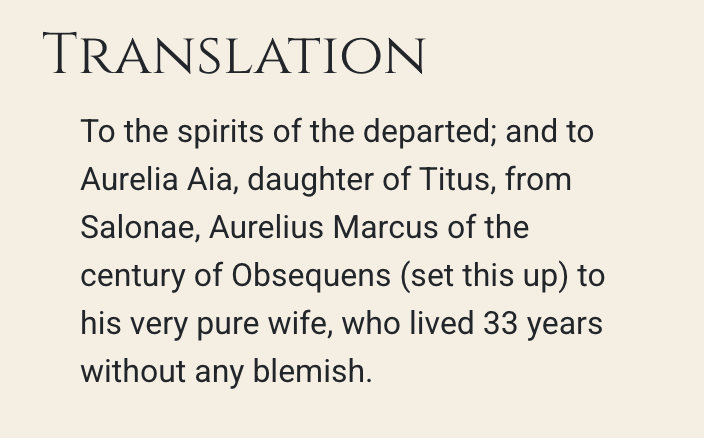 Translation
To the spirits of the departed; and to
Aurelia Aia, daughter of Titus, from
Salonae, Aurelius Marcus of the
century of Obsequens (set this up) to
his very pure wife, who lived 33 years
without any blemish.